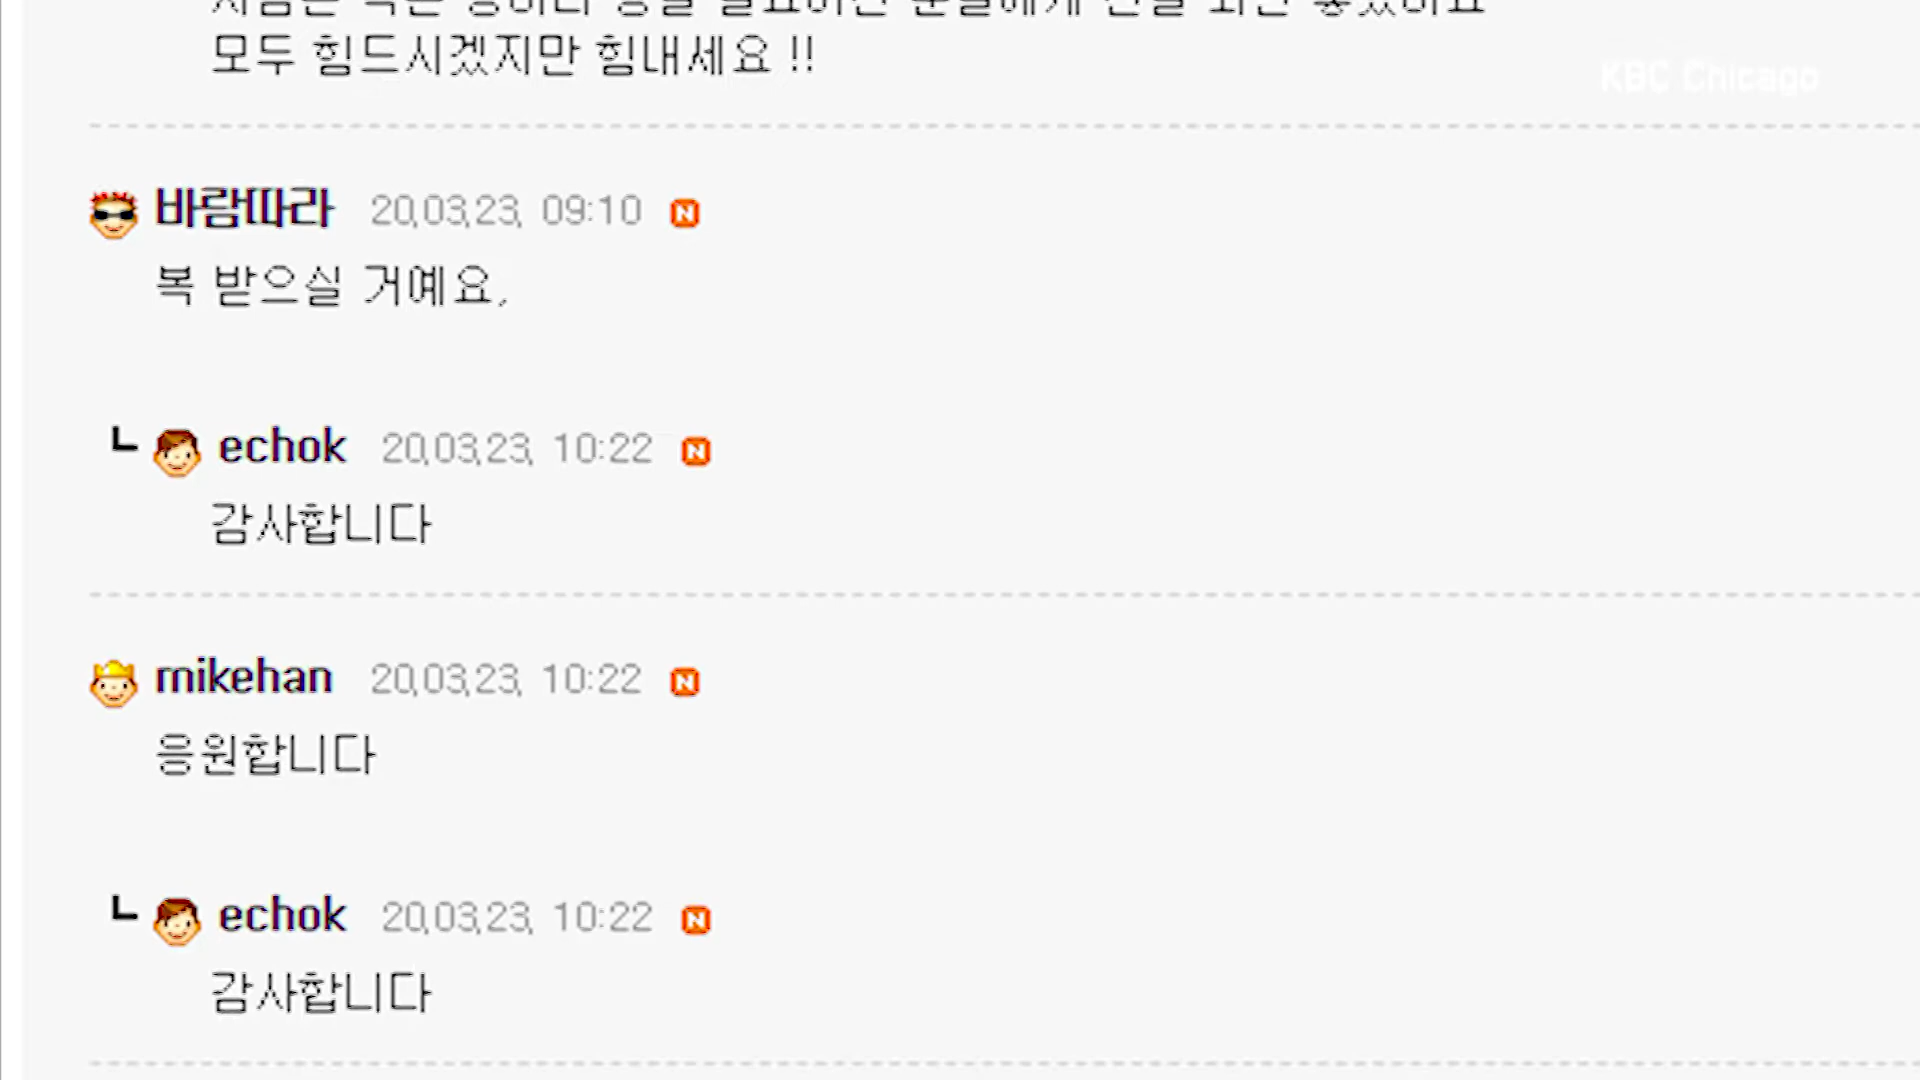 모두 힘드시겠지만 힘내세요 !!
KBC Chicago
바람따라 20.03.23. 09:10 N
복 받으실 거예요.
ㄴ echok 20.03.23. 10:22 N
감사합니다
mikehan 20.03.23. 10:22 N
응원합니다
ㄴ echok 20.03.23. 10:22 N
감사합니다